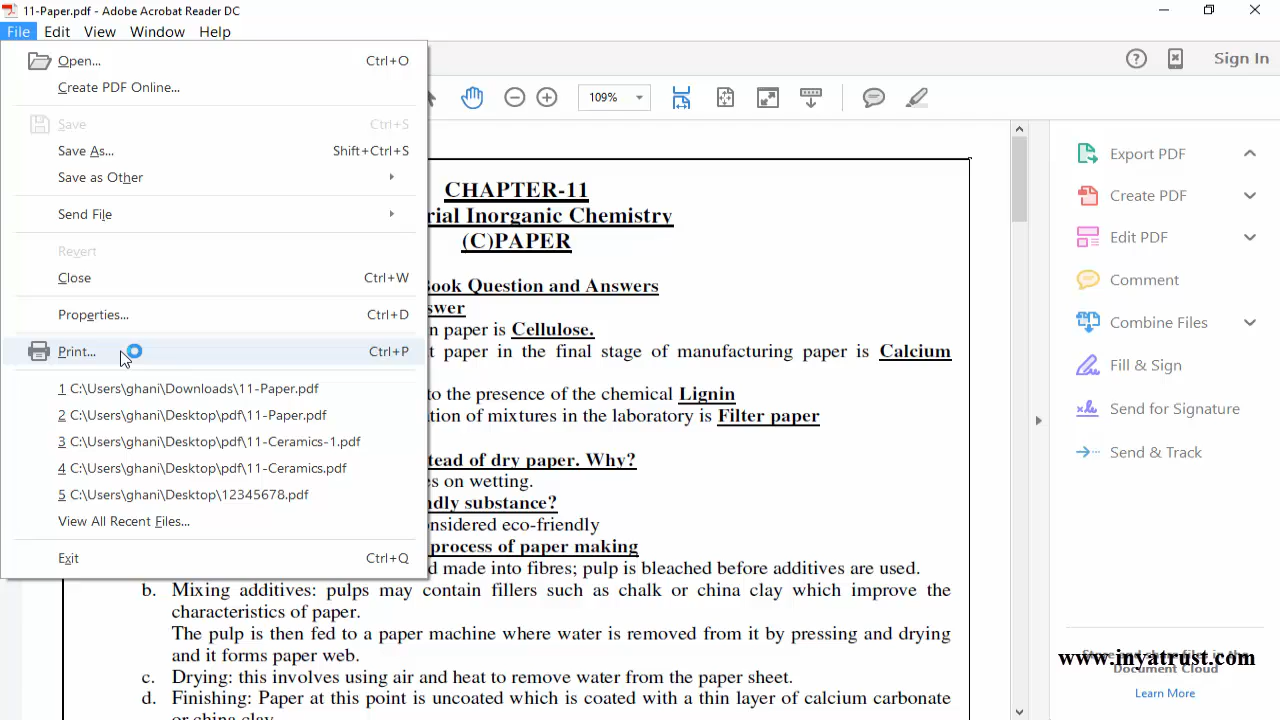 11-Paper.pdf - Adobe Acrobat Reader DC
File Edit View Window Help
Open... Ctrl+O
Create PDF Online...
Save Ctrl+S
Save As... Shift+Ctrl+S
Save as Other
Send File
Revert
Close Ctrl+W
Properties... Ctrl+D
Print... Ctrl+P
1 C:\Users\ghani\Downloads\11-Paper.pdf
2 C:\Users\ghani\Desktop\pdf\11-Paper.pdf
3 C:\Users\ghani\Desktop\pdf\11-Ceramics-1.pdf
4 C:\Users\ghani\Desktop\pdf\11-Ceramics.pdf
5 C:\Users\ghani\Desktop\12345678.pdf
View All Recent Files...
Exit Ctrl+Q
Sign In
109%
CHAPTER-11
rial Inorganic Chemistry
(C)PAPER
ook Question and Answers
swer
n paper is Cellulose.
t paper in the final stage of manufacturing paper is Calcium
to the presence of the chemical Lignin
tion of mixtures in the laboratory is Filter paper
tead of dry paper. Why?
es on wetting.
ndly substance?
onsidered eco-friendly
process of paper making
d made into fibres; pulp is bleached before additives are used.
b. Mixing additives: pulps may contain fillers such as chalk or china clay which improve the
characteristics of paper.
The pulp is then fed to a paper machine where water is removed from it by pressing and drying
and it forms paper web.
c. Drying: this involves using air and heat to remove water from the paper sheet.
d. Finishing: Paper at this point is uncoated which is coated with a thin layer of calcium carbonate
or china clay.
Export PDF
Create PDF
Edit PDF
Comment
Combine Files
Fill & Sign
Send for Signature
Send & Track
Store and share files in the
Document Cloud
www.inyatrust.com
Learn More